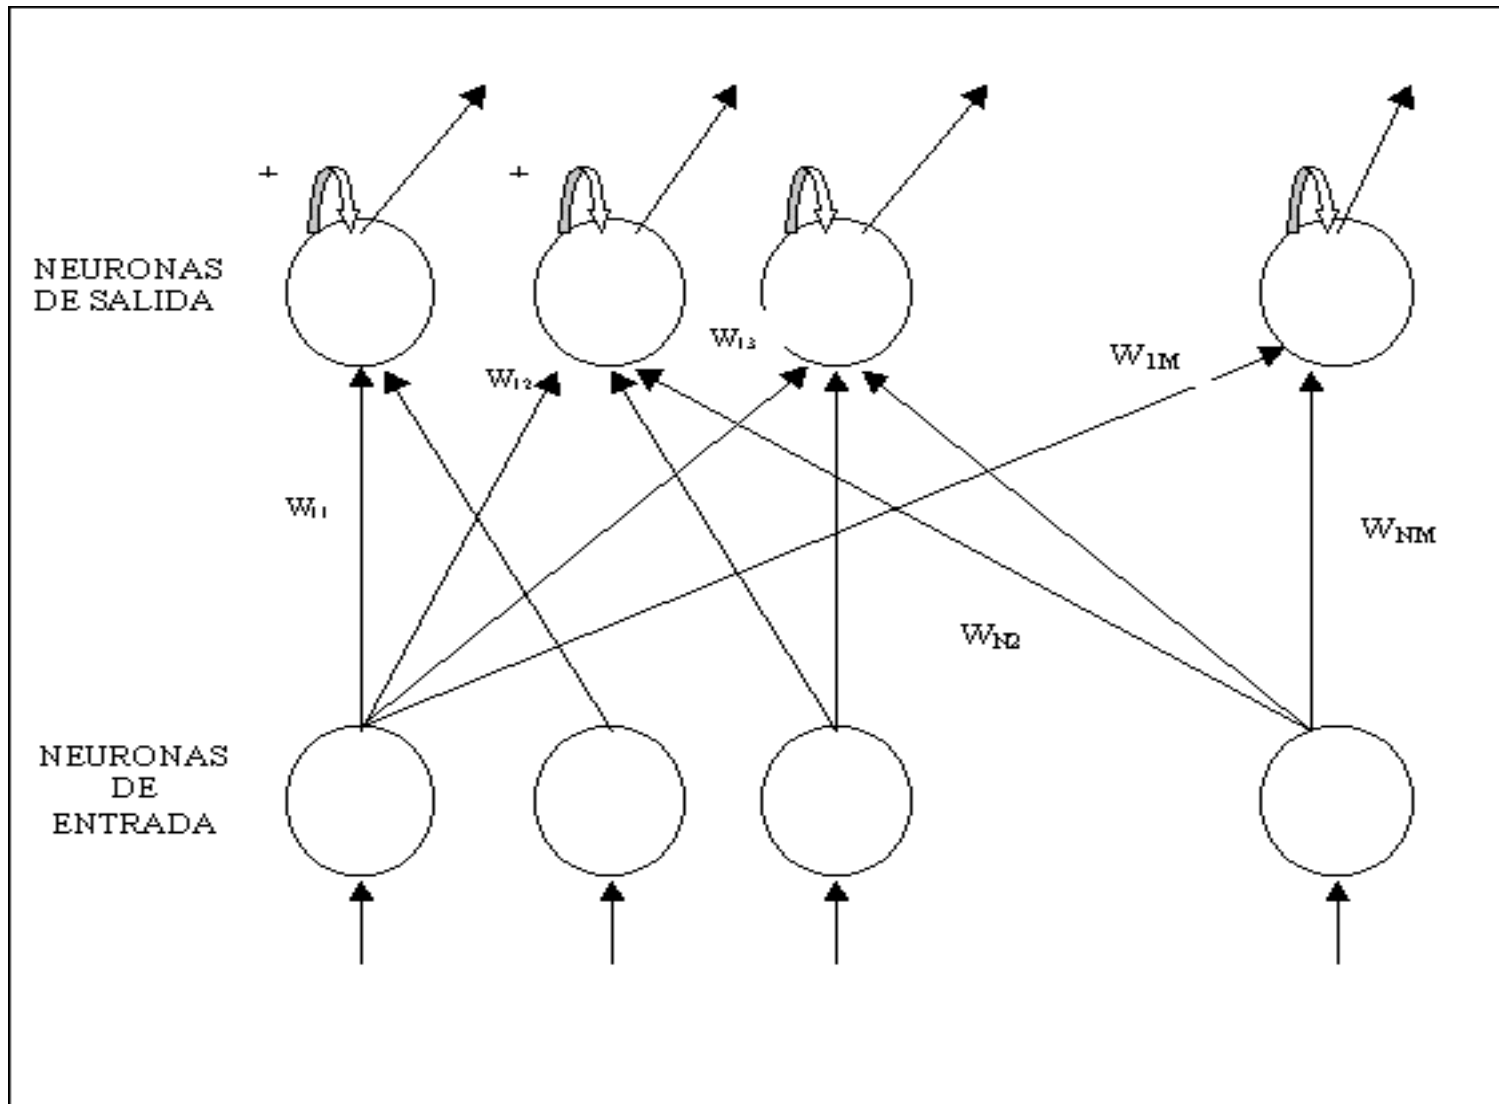 + +
NEURONAS
DE SALIDA
W13
W12
W1M
W11
WNM
WN2
NEURONAS
DE
ENTRADA